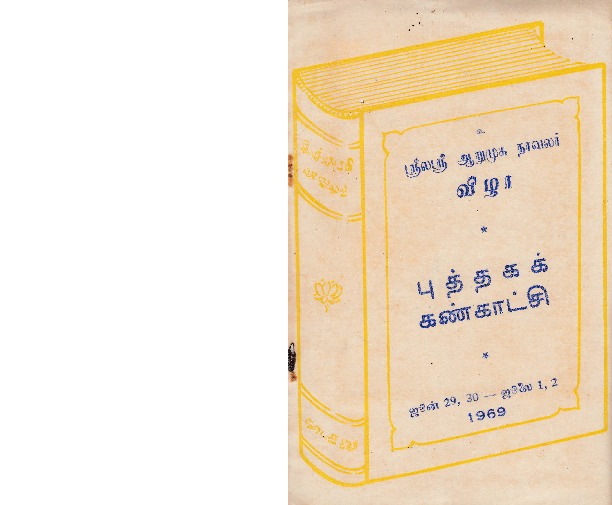 உ
ஸ்ரீலஸ்ரீ ஆறுமுக நாவலர்
விழா
*
புத்தகக்
கண்காட்சி
*
ஜூன் 29, 30 — ஜூலை 1, 2
1969